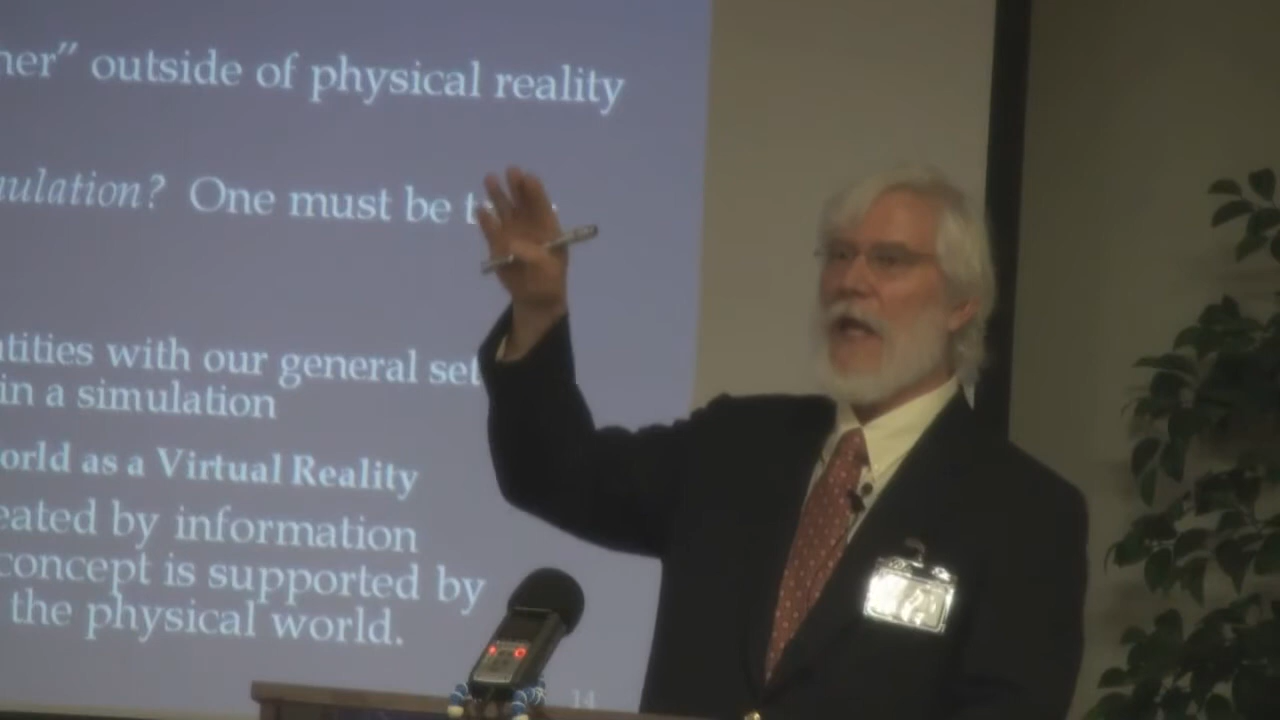 her” outside of physical reality
ulation? One must be
ntities with our general set
in a simulation
orld as a Virtual Reality
eated by information
concept is supported by
the physical world.
14